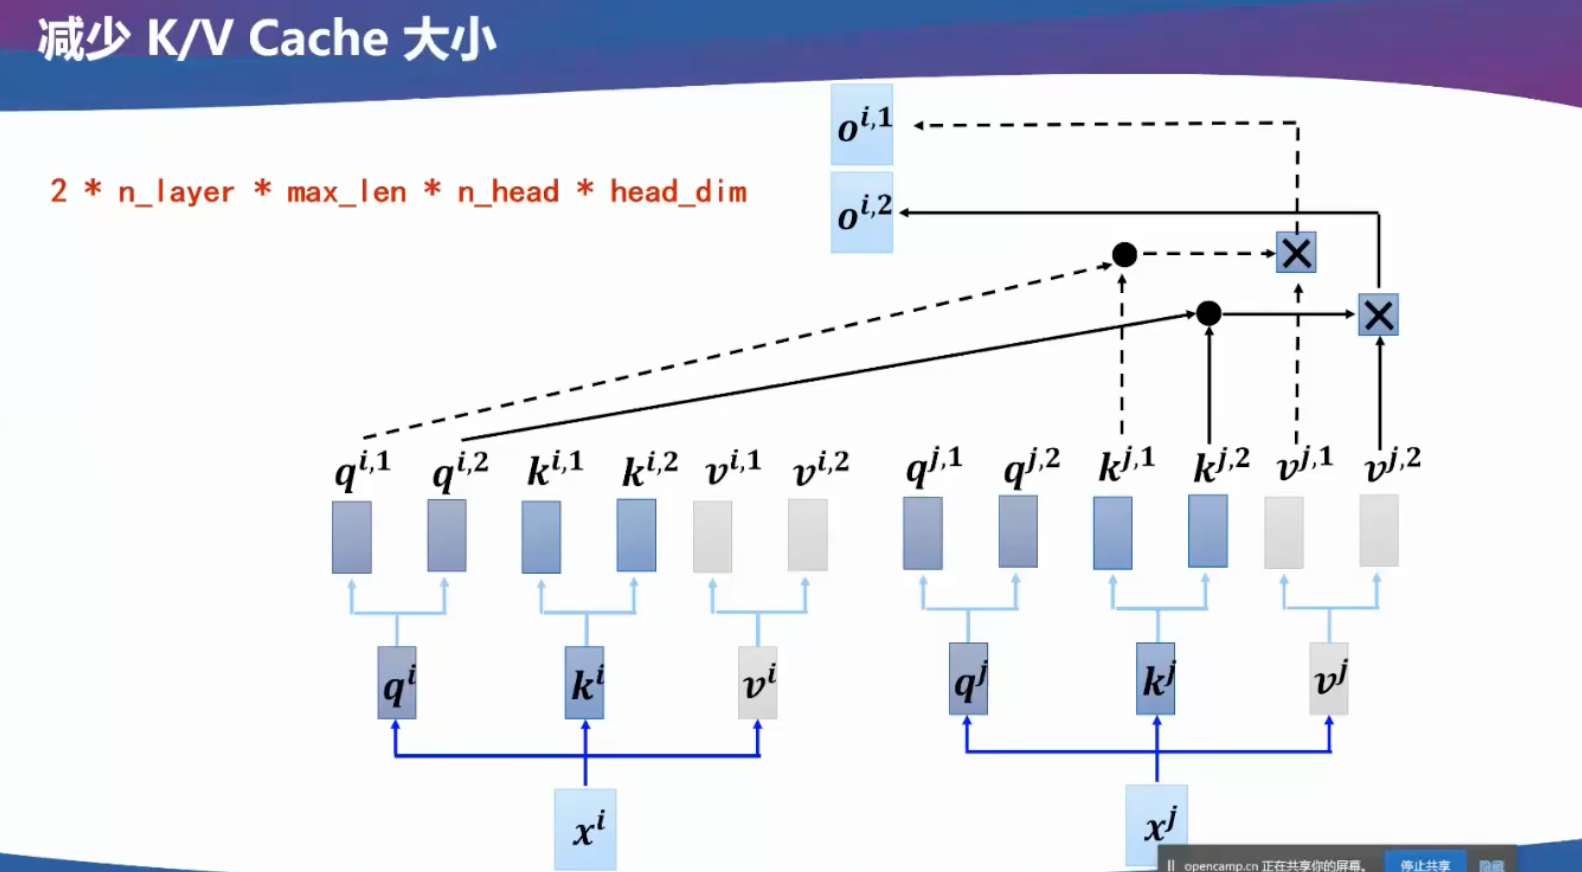 减少 K/V Cache 大小
2 * n_layer * max_len * n_head * head_dim
o^{i,1}
o^{i,2}
q^{i,1} q^{i,2} k^{i,1} k^{i,2} v^{i,1} v^{i,2} q^{j,1} q^{j,2} k^{j,1} k^{j,2} v^{j,1} v^{j,2}
q^i k^i v^i q^j k^j v^j
x^i x^j
opencamp.cn 正在共享你的屏幕。 停止共享 隐藏